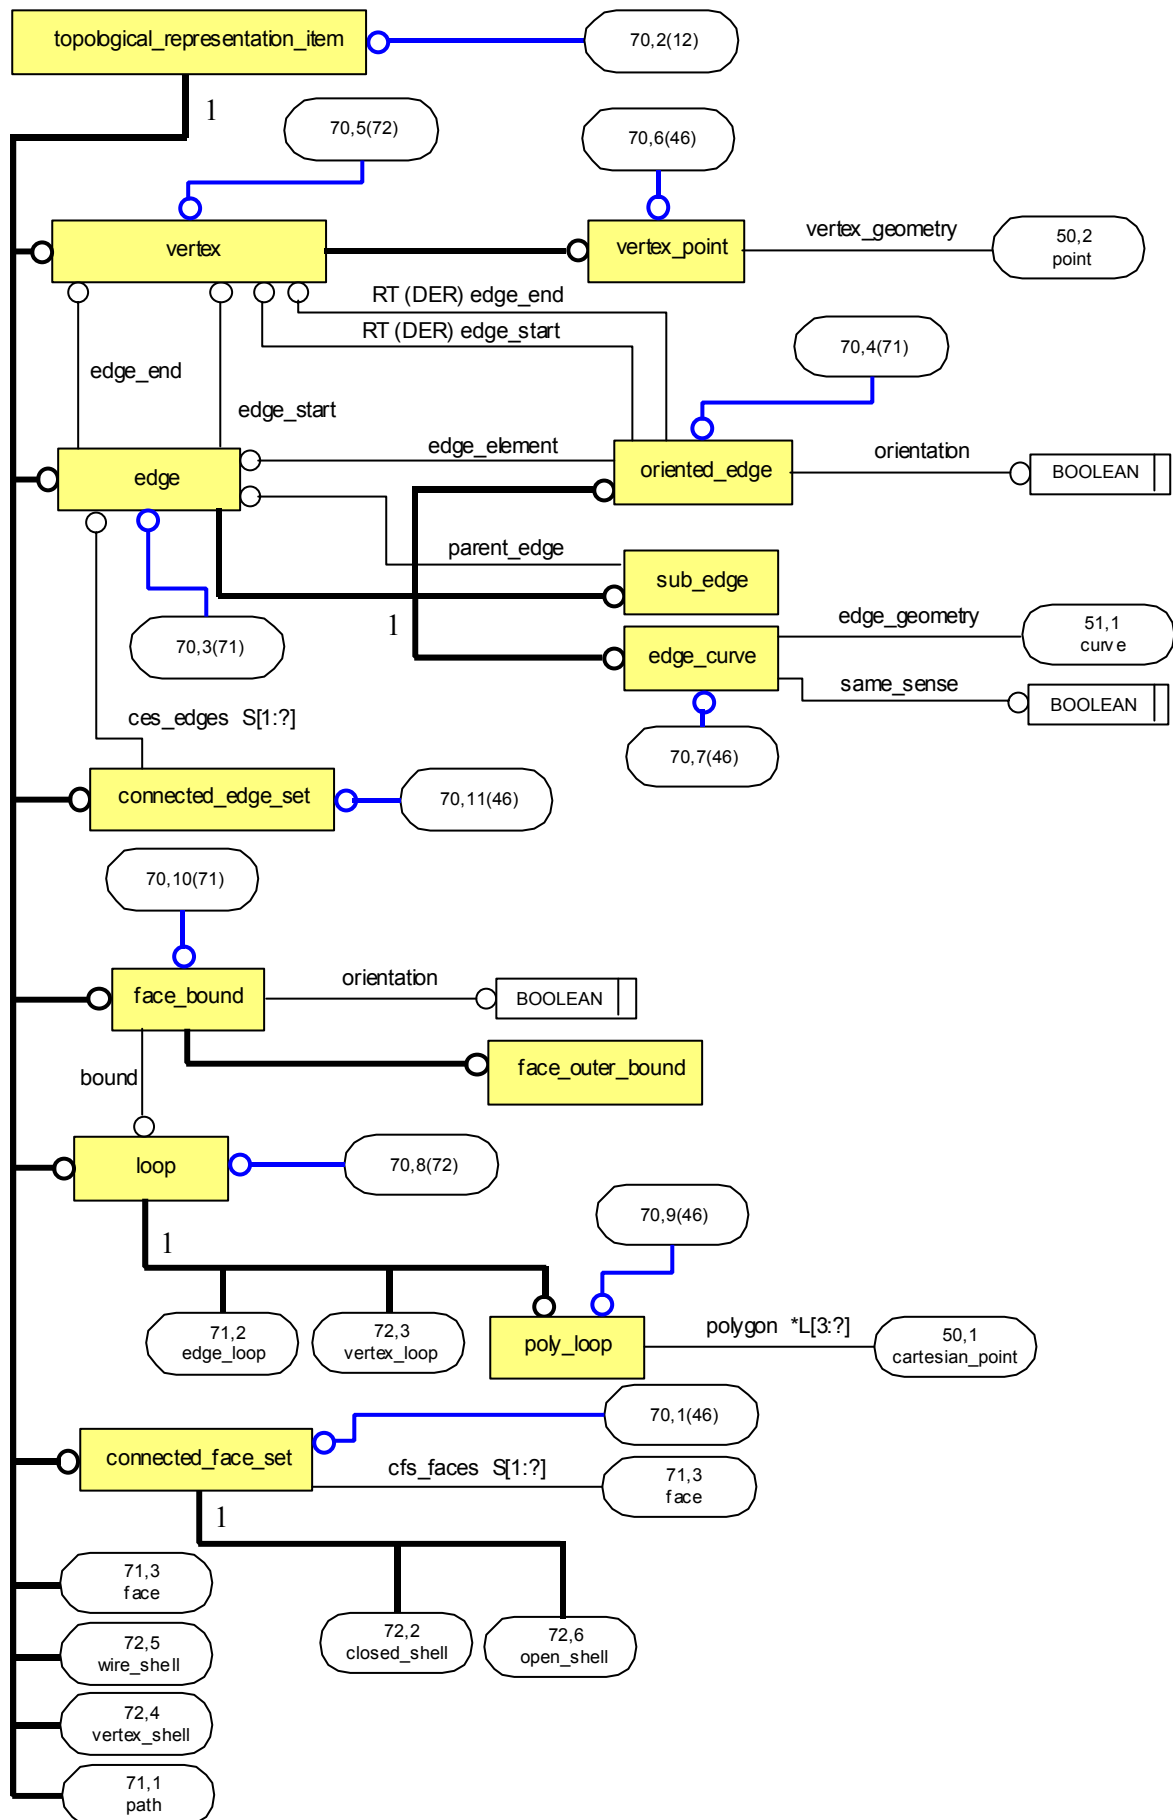 topological_representation_item
70,2(12)
1
70,5(72)
70,6(46)
vertex
vertex_point
vertex_geometry
50,2
point
RT (DER) edge_end
RT (DER) edge_start
70,4(71)
edge_end
edge_start
edge
edge_element
oriented_edge
orientation
BOOLEAN
parent_edge
sub_edge
1
70,3(71)
edge_curve
edge_geometry
51,1
curve
same_sense
BOOLEAN
ces_edges S[1:?]
70,7(46)
connected_edge_set
70,11(46)
70,10(71)
face_bound
orientation
BOOLEAN
face_outer_bound
bound
loop
70,8(72)
70,9(46)
1
71,2
edge_loop
72,3
vertex_loop
poly_loop
polygon *L[3:?]
50,1
cartesian_point
70,1(46)
connected_face_set
cfs_faces S[1:?]
71,3
face
1
71,3
face
72,2
closed_shell
72,6
open_shell
72,5
wire_shell
72,4
vertex_shell
71,1
path